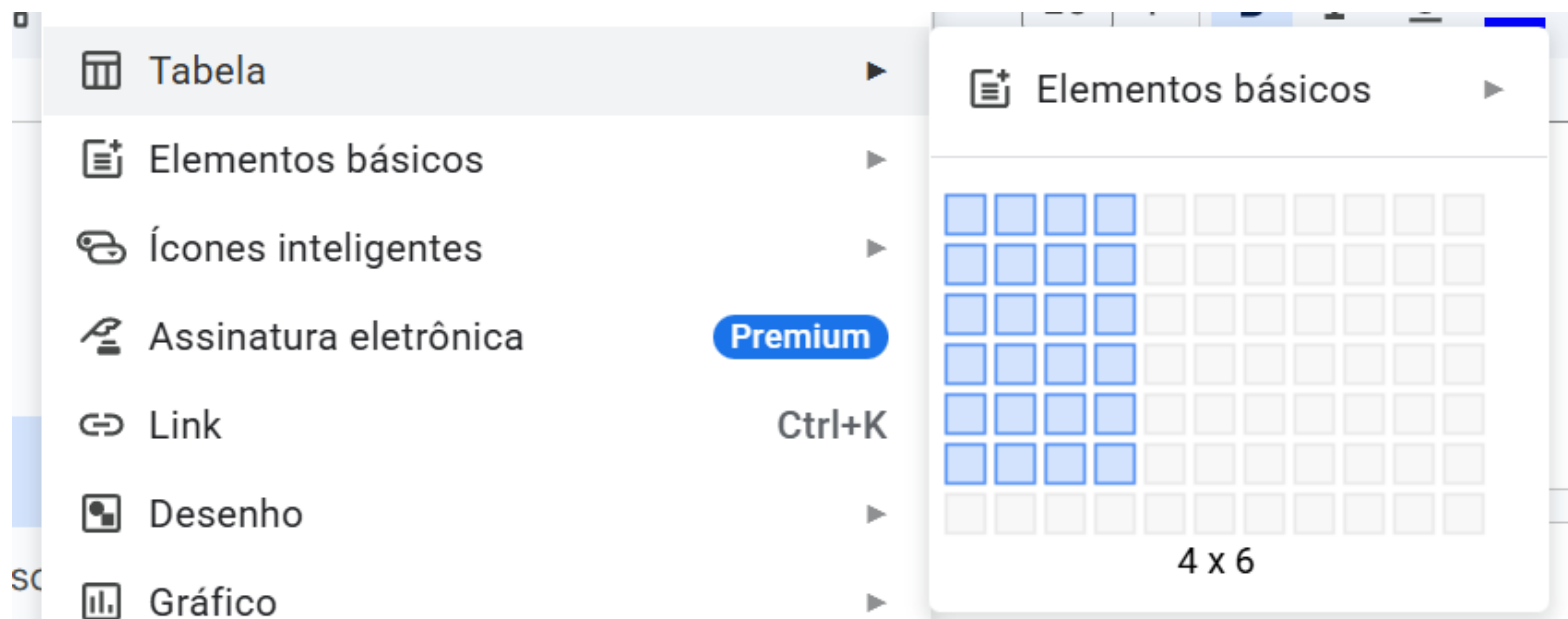 Tabela
Elementos básicos
Ícones inteligentes
Assinatura eletrônica Premium
Link Ctrl+K
Desenho
Gráfico
Elementos básicos
4 x 6